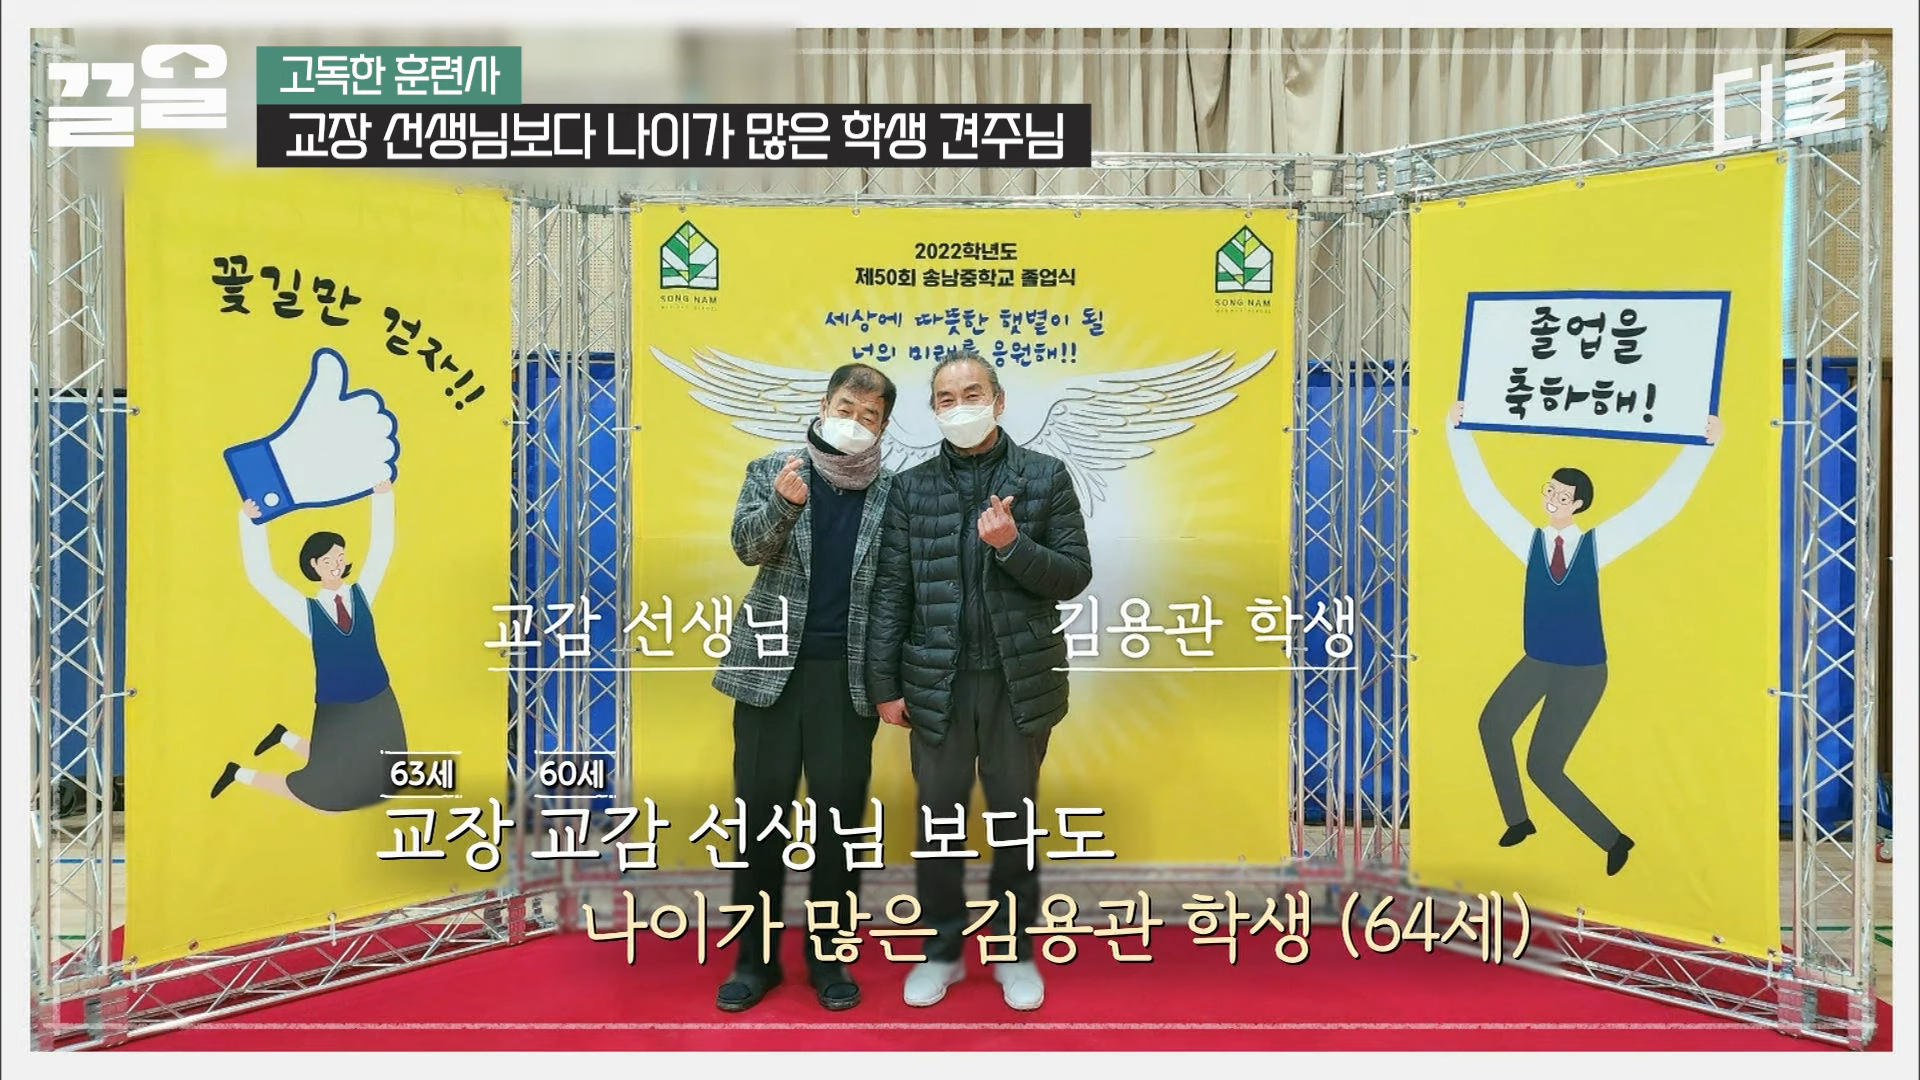 끌올
고독한 훈련사
교장 선생님보다 나이가 많은 학생 견주님
디글
꽃길만 걷자!!
SONG NAM
2022학년도
제50회 송남중학교 졸업식
세상에 따뜻한 햇볕이 될
너의 미래를 응원해!!
SONG NAM
졸업을
축하해!
교감 선생님
김용관 학생
63세
60세
교장 교감 선생님 보다도
나이가 많은 김용관 학생 (64세)